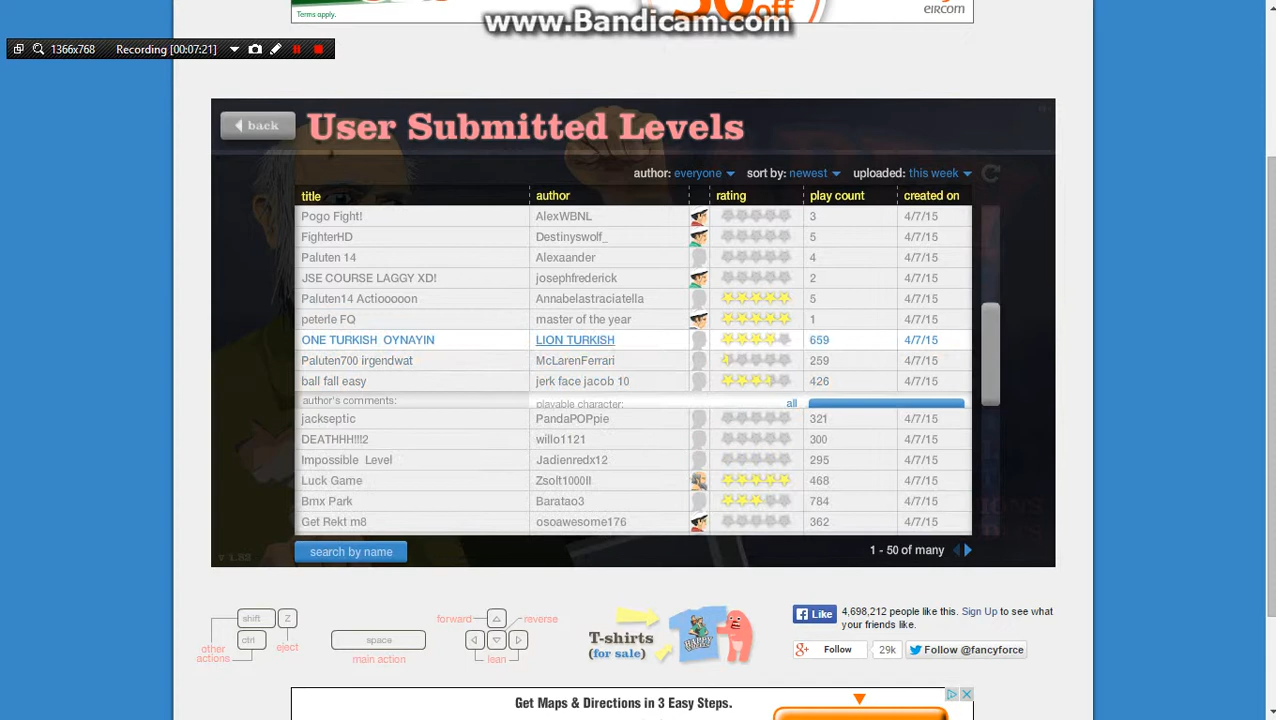 Terms apply.
50 off
eircom
www.Bandicam.com
1366x768 Recording [00:07:21]
back
User Submitted Levels
author: everyone sort by: newest uploaded: this week
title author rating play count created on
Pogo Fight! AlexWBNL 3 4/7/15
FighterHD Destinyswolf_ 5 4/7/15
Paluten 14 Alexaander 4 4/7/15
JSE COURSE LAGGY XD! josephfrederick 2 4/7/15
Paluten14 Actiooooon Annabelastraciatella 5 4/7/15
peterle FQ master of the year 1 4/7/15
ONE TURKISH OYNAYIN LION TURKISH 659 4/7/15
Paluten700 irgendwat McLarenFerrari 259 4/7/15
ball fall easy jerk face jacob 10 426 4/7/15
author's comments: playable character: all
jackseptic PandaPOPpie 321 4/7/15
DEATHHH!!!2 willo1121 300 4/7/15
Impossible Level Jadienredx12 295 4/7/15
Luck Game Zsolt1000II 468 4/7/15
Bmx Park Baratao3 784 4/7/15
Get Rekt m8 osoawesome176 362 4/7/15
search by name
1 - 50 of many
v 1.82
shift Z
ctrl
other actions
eject
space
main action
forward reverse
lean
T-shirts
(for sale)
HAPPY WHEELS
Like 4,698,212 people like this. Sign Up to see what
your friends like.
Follow 29k Follow @fancyforce
Get Maps & Directions in 3 Easy Steps.